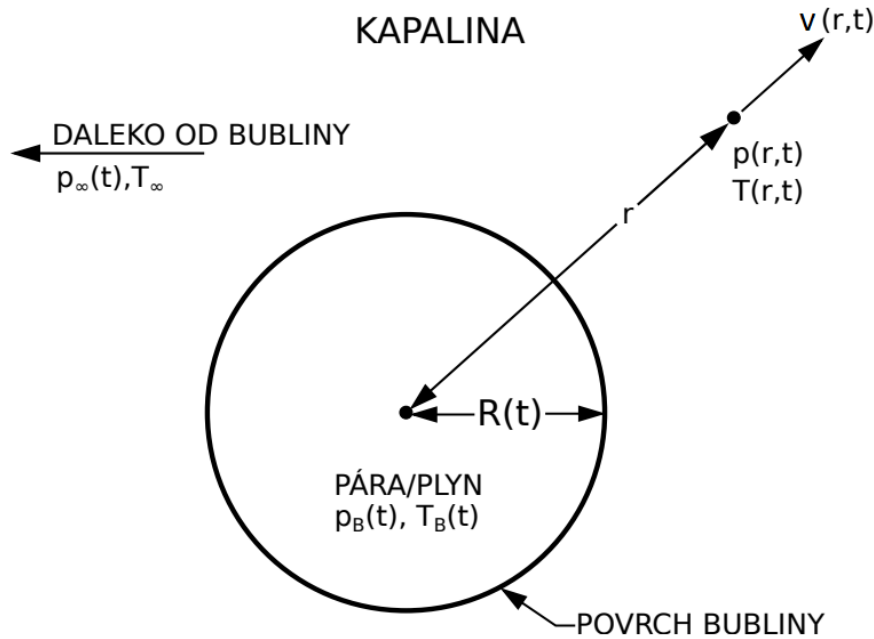 KAPALINA
v(r,t)
DALEKO OD BUBLINY
p∞(t),T∞
p(r,t)
T(r,t)
r
R(t)
PÁRA/PLYN
pB(t), TB(t)
POVRCH BUBLINY